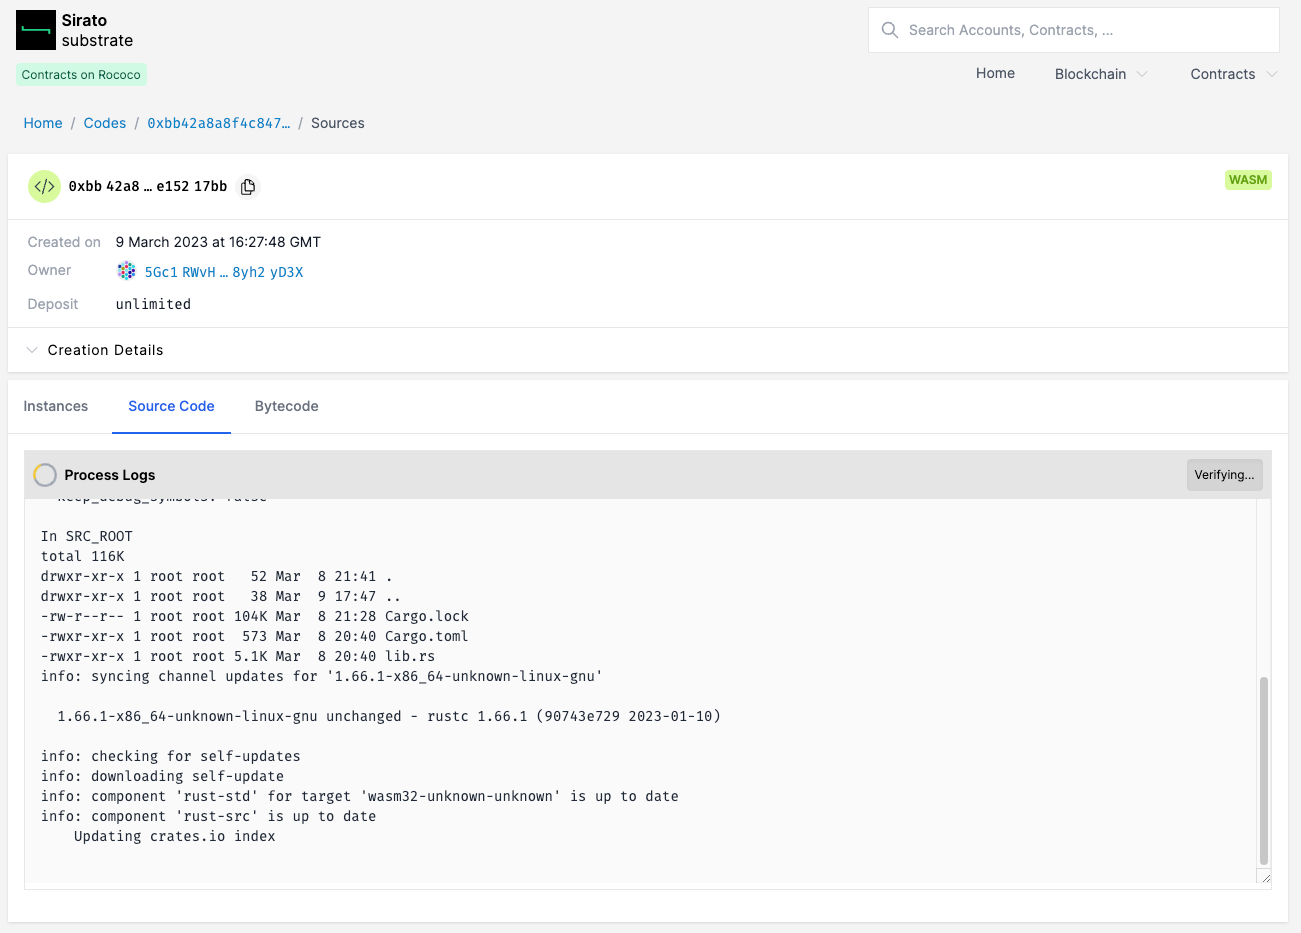 Sirato
substrate
Search Accounts, Contracts, ...
Contracts on Rococo
Home Blockchain Contracts
Home / Codes / 0xbb42a8a8f4c847… / Sources
</> 0xbb 42a8 … e152 17bb
WASM
Created on 9 March 2023 at 16:27:48 GMT
Owner 5Gc1 RWvH … 8yh2 yD3X
Deposit unlimited
Creation Details
Instances Source Code Bytecode
Process Logs
Verifying...
Keep_debug_symbols: false
In SRC_ROOT
total 116K
drwxr-xr-x 1 root root   52 Mar  8 21:41 .
drwxr-xr-x 1 root root   38 Mar  9 17:47 ..
-rw-r--r-- 1 root root 104K Mar  8 21:28 Cargo.lock
-rwxr-xr-x 1 root root  573 Mar  8 20:40 Cargo.toml
-rwxr-xr-x 1 root root 5.1K Mar  8 20:40 lib.rs
info: syncing channel updates for '1.66.1-x86_64-unknown-linux-gnu'
1.66.1-x86_64-unknown-linux-gnu unchanged - rustc 1.66.1 (90743e729 2023-01-10)
info: checking for self-updates
info: downloading self-update
info: component 'rust-std' for target 'wasm32-unknown-unknown' is up to date
info: component 'rust-src' is up to date
Updating crates.io index